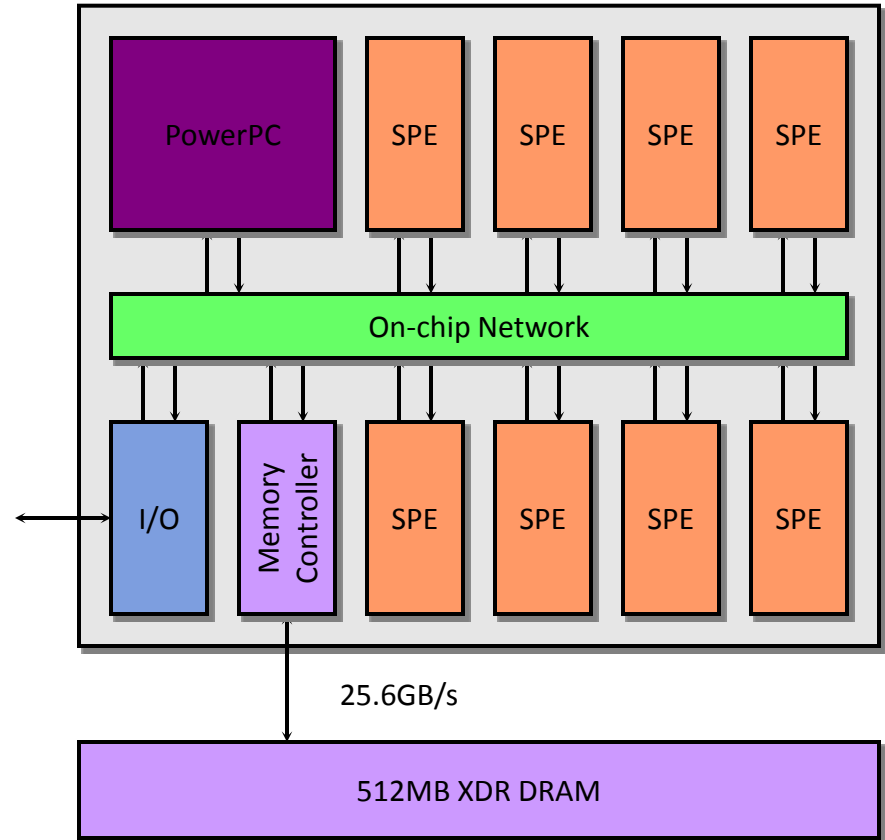 PowerPC
SPE
SPE
SPE
SPE
On-chip Network
I/O
Memory
Controller
SPE
SPE
SPE
SPE
25.6GB/s
512MB XDR DRAM